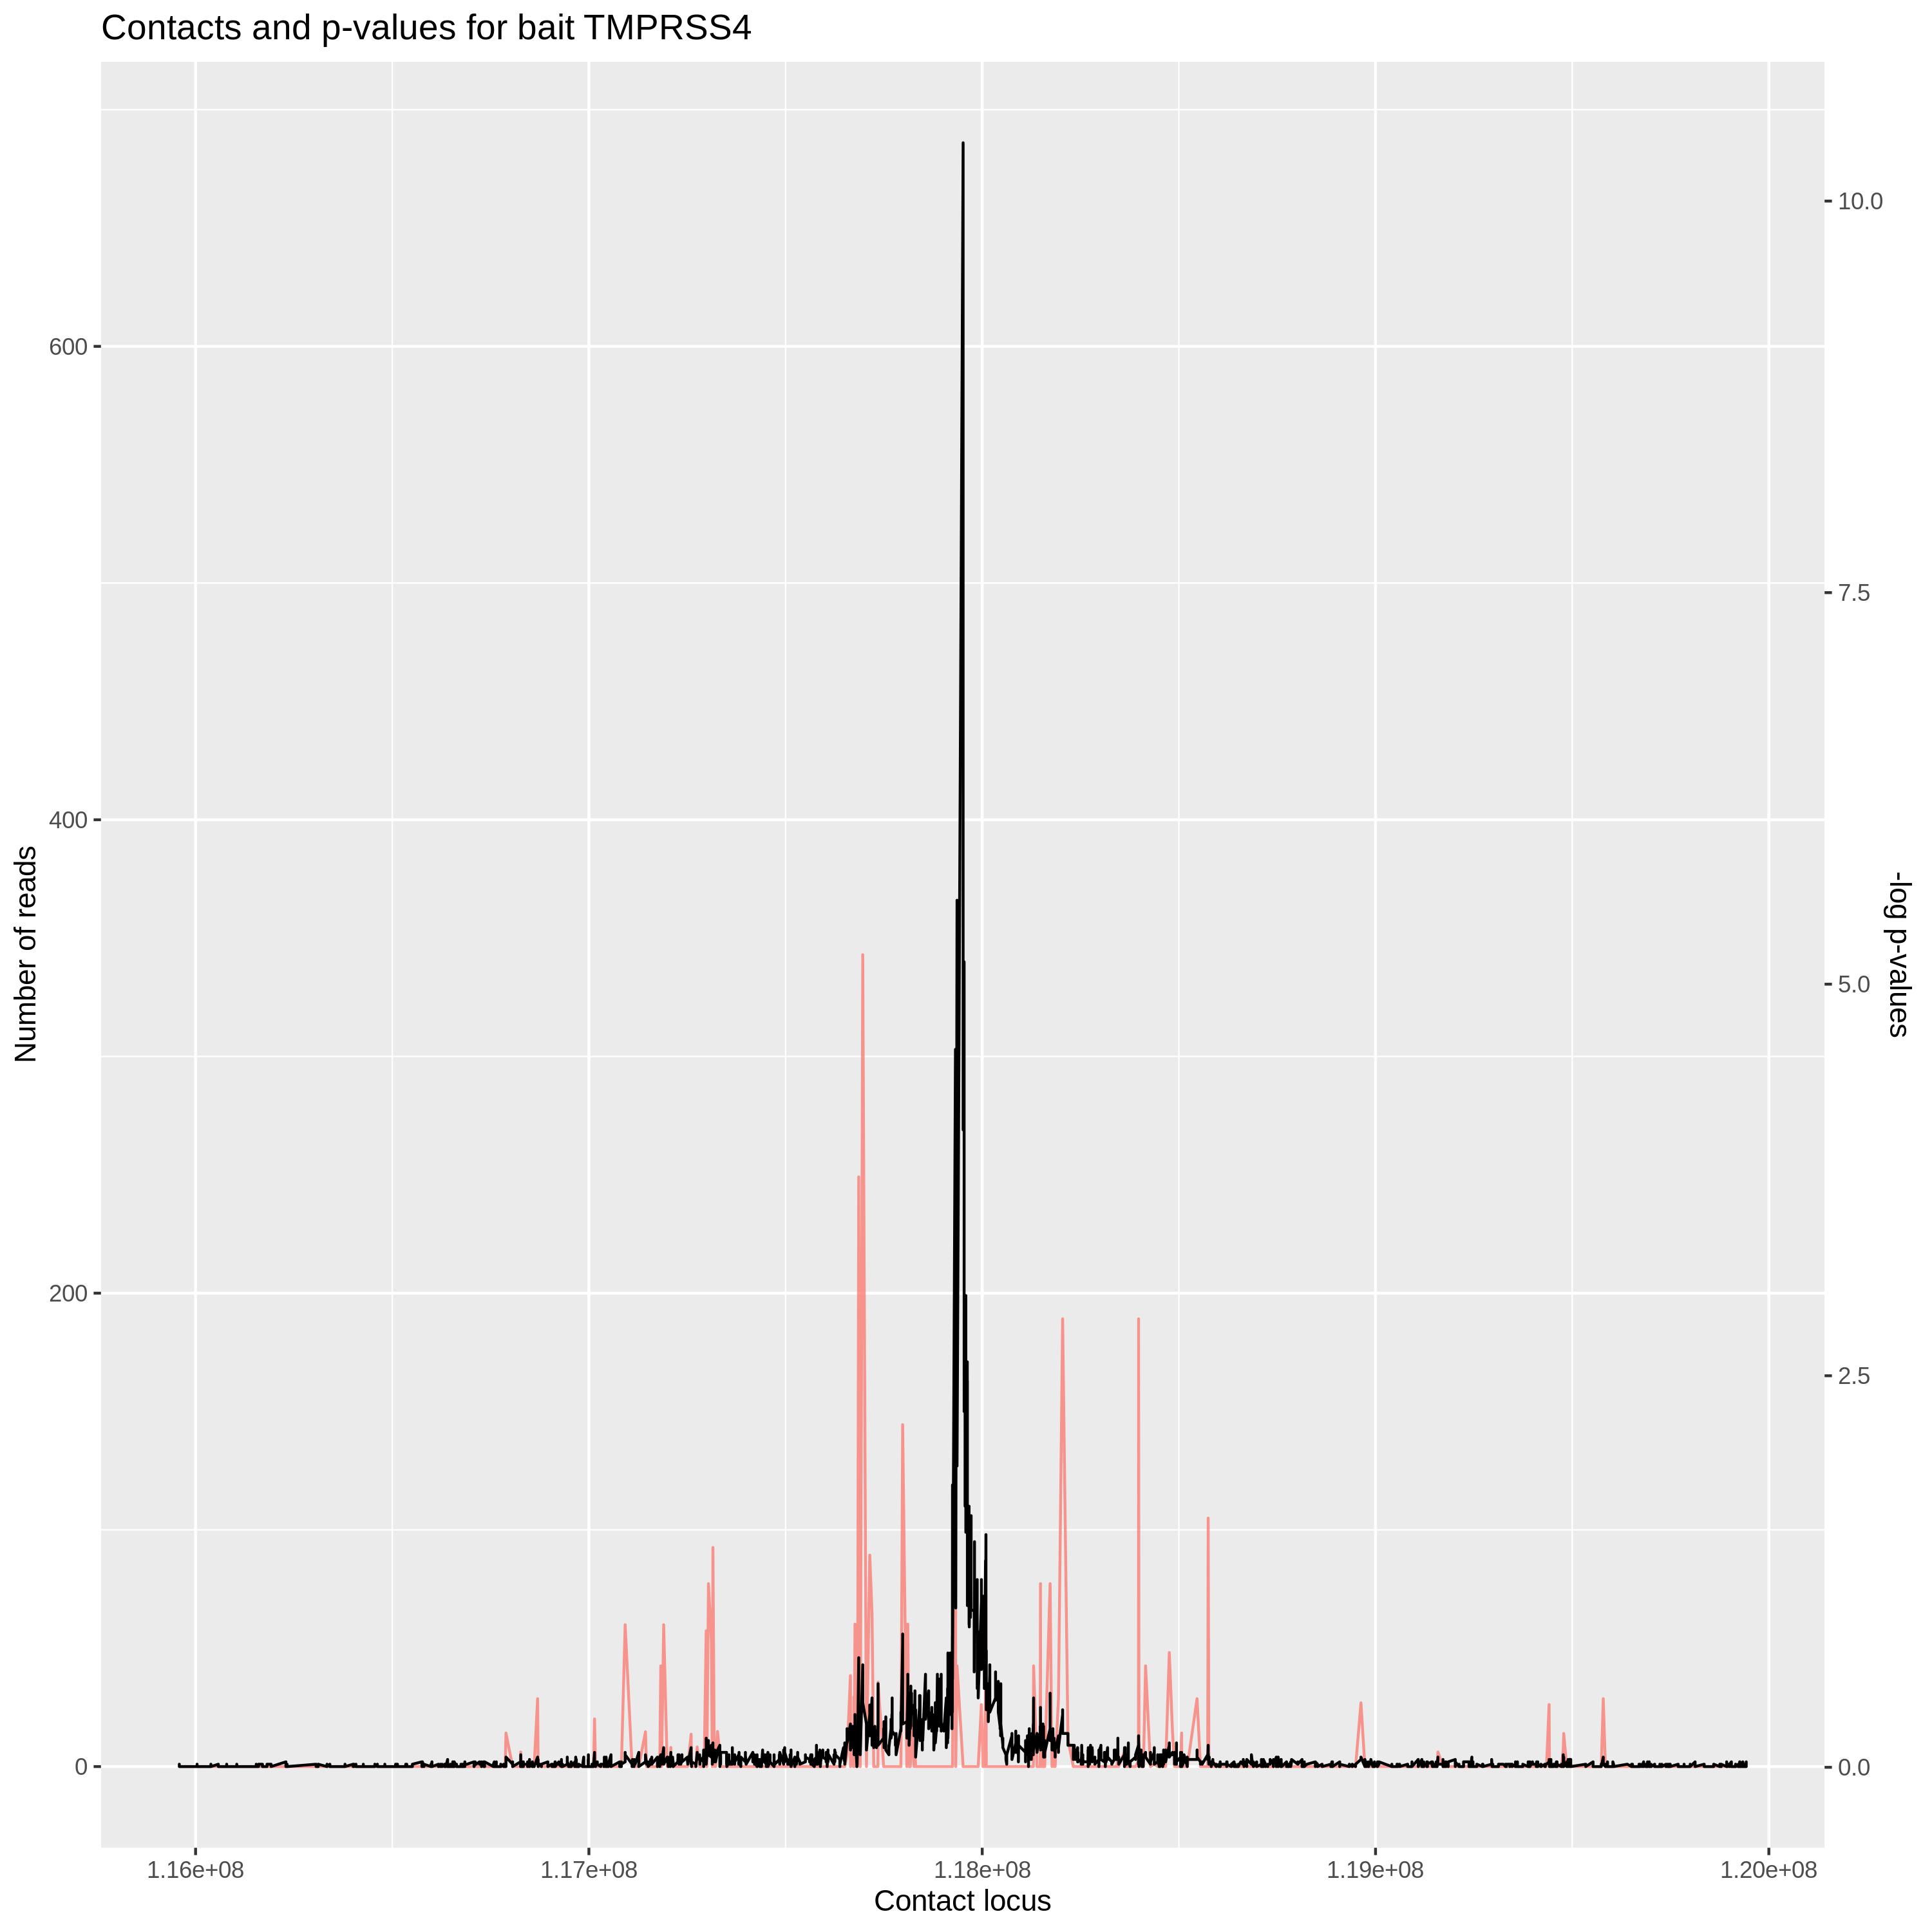 Contacts and p-values for bait TMPRSS4
Number of reads
600
400
200
0
10.0
7.5
5.0
2.5
0.0
-log p-values
1.16e+08 1.17e+08 1.18e+08 1.19e+08 1.20e+08
Contact locus